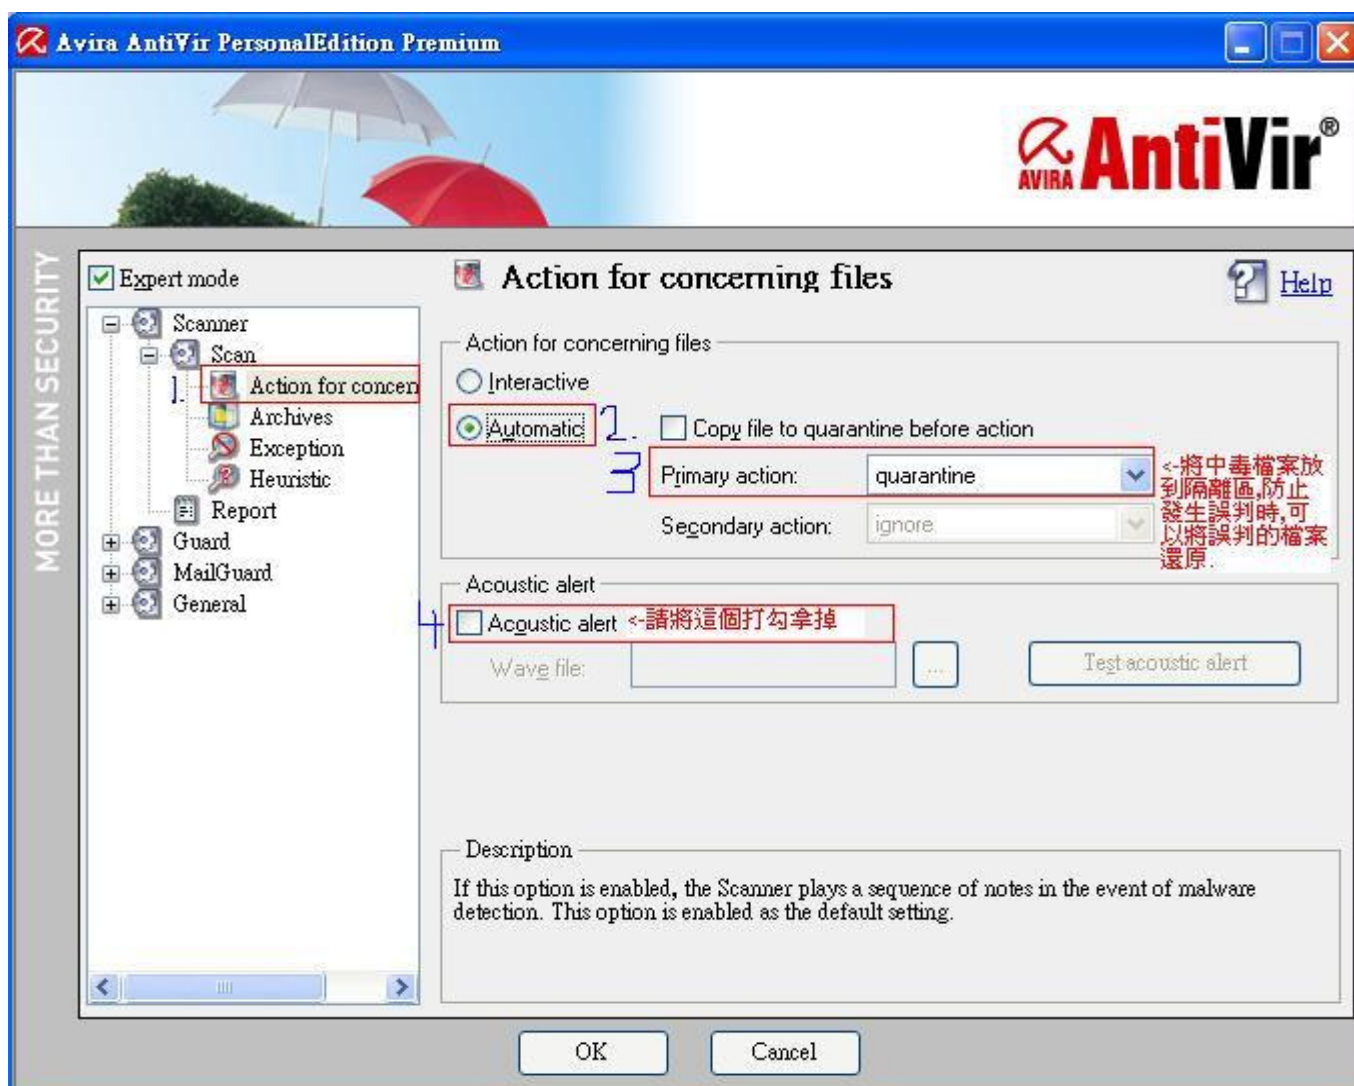 Avira AntiVir PersonalEdition Premium
AVIRA AntiVir®
MORE THAN SECURITY
Expert mode
Scanner
Scan
1. Action for concen
Archives
Exception
Heuristic
Report
Guard
MailGuard
General
Action for concerning files
Help
Action for concerning files
Interactive
Automatic 2. Copy file to quarantine before action
3 Primary action: quarantine
Secondary action: ignore
<-將中毒檔案放
到隔離區,防止
發生誤判時,可
以將誤判的檔案
還原.
Acoustic alert
4 Acoustic alert <-請將這個打勾拿掉
Wave file: ... Test acoustic alert
Description
If this option is enabled, the Scanner plays a sequence of notes in the event of malware
detection. This option is enabled as the default setting.
OK Cancel